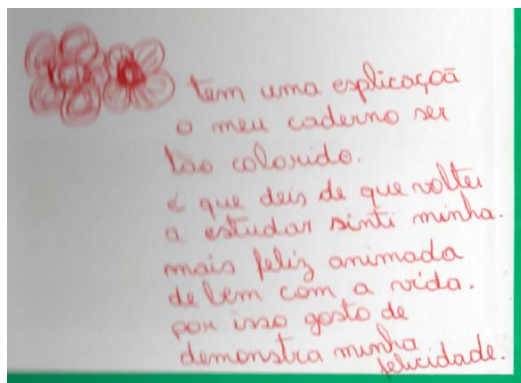 tem uma esplicaçoã
o meu caderno ser
tao colorido.
é que deis de que voltei
a estudar sinti minha.
mais feliz animada
de bem com a vida.
por isso gosto de
demonstra minha
felicidade.